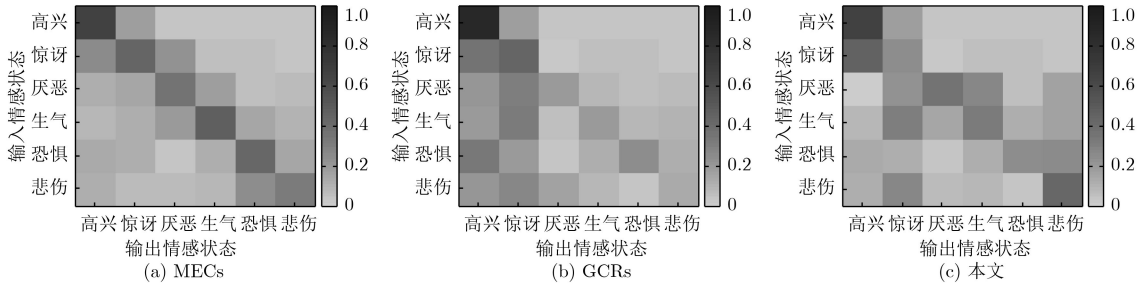 高兴
惊讶
厌恶
生气
恐惧
悲伤
输入情感状态
1.0
0.8
0.6
0.4
0.2
0
高兴 惊讶 厌恶 生气 恐惧 悲伤
输出情感状态
(a) MECs
高兴
惊讶
厌恶
生气
恐惧
悲伤
输入情感状态
1.0
0.8
0.6
0.4
0.2
0
高兴 惊讶 厌恶 生气 恐惧 悲伤
输出情感状态
(b) GCRs
高兴
惊讶
厌恶
生气
恐惧
悲伤
输入情感状态
1.0
0.8
0.6
0.4
0.2
0
高兴 惊讶 厌恶 生气 恐惧 悲伤
输出情感状态
(c) 本文